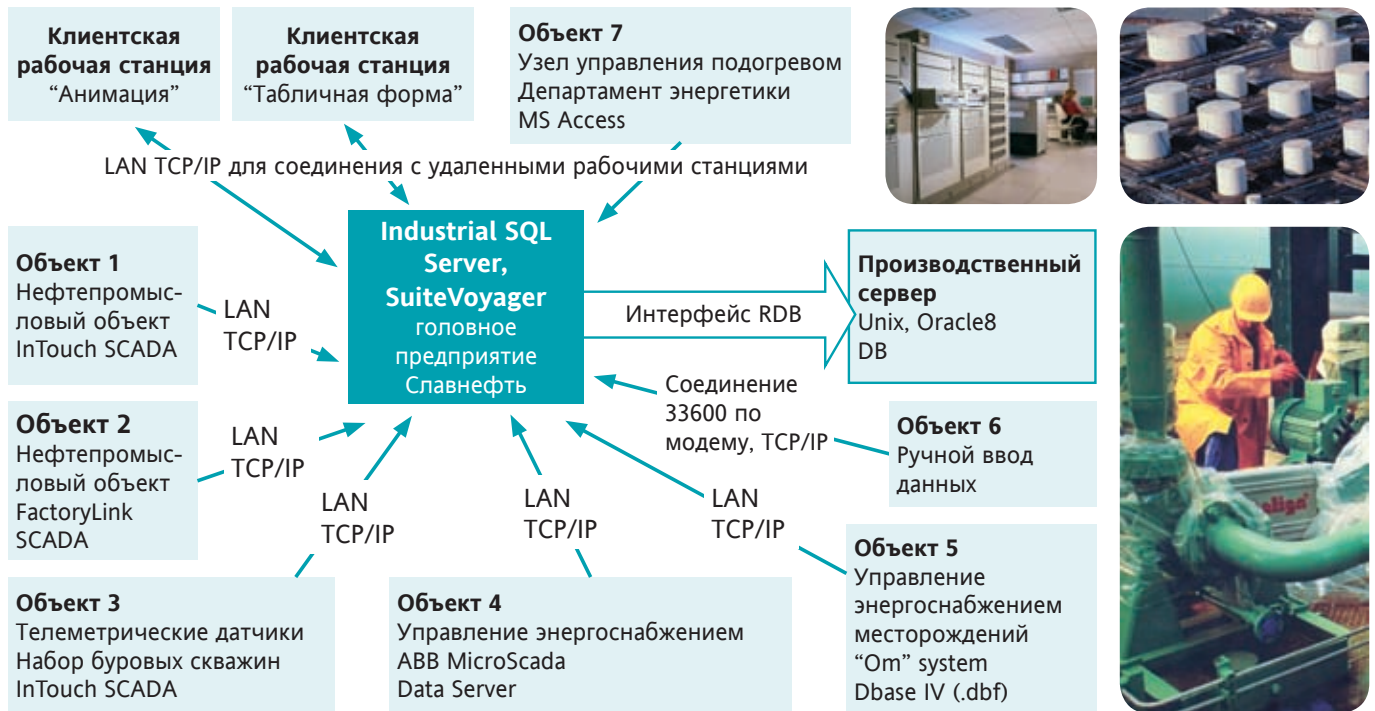 Клиентская
рабочая станция
“Анимация”
Клиентская
рабочая станция
“Табличная форма”
Объект 7
Узел управления подогревом
Департамент энергетики
MS Access
LAN TCP/IP для соединения с удаленными рабочими станциями
Industrial SQL
Server,
SuiteVoyager
головное
предприятие
Славнефть
Объект 1
Нефтепромыс-
ловый объект
InTouch SCADA
LAN
TCP/IP
Интерфейс RDB
Производственный
сервер
Unix, Oracle8
DB
Объект 2
Нефтепромыс-
ловый объект
FactoryLink
SCADA
LAN
TCP/IP
Соединение
33600 по
модему, TCP/IP
Объект 6
Ручной ввод
данных
LAN
TCP/IP
LAN
TCP/IP
LAN
TCP/IP
Объект 3
Телеметрические датчики
Набор буровых скважин
InTouch SCADA
Объект 4
Управление энергоснабжением
ABB MicroScada
Data Server
Объект 5
Управление
энергоснабжением
месторождений
“Om” system
Dbase IV (.dbf)